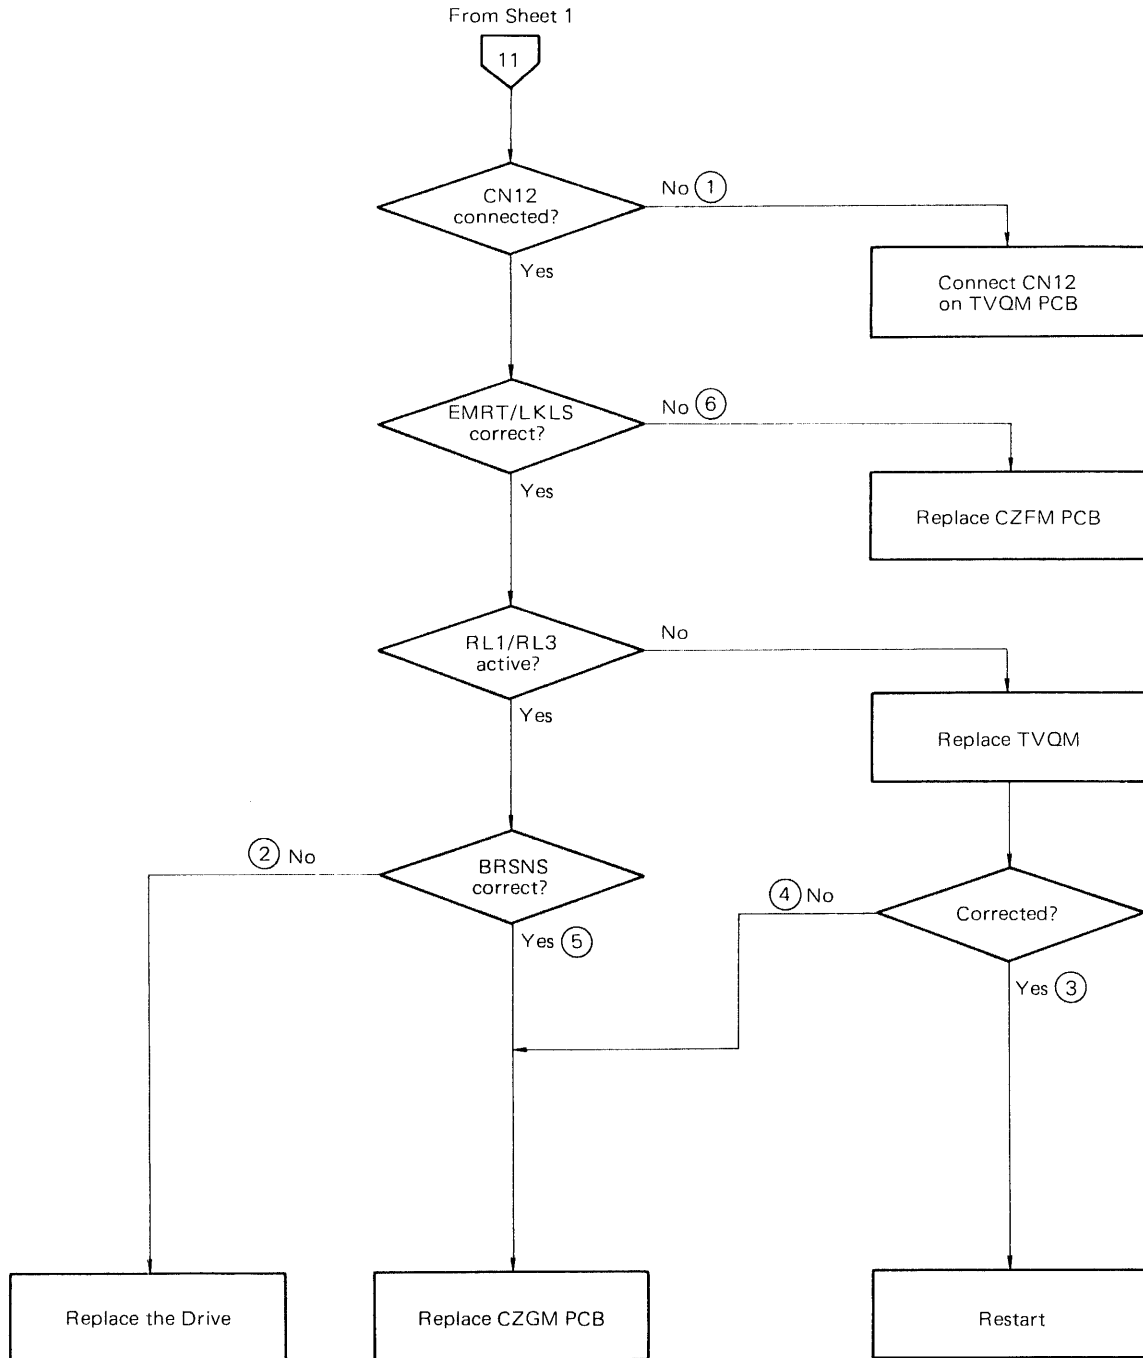 From Sheet 1
11
CN12
connected?
No ①
Yes
Connect CN12
on TVQM PCB
EMRT/LKLS
correct?
No ⑥
Yes
Replace CZFM PCB
RL1/RL3
active?
No
Yes
Replace TVQM
BRSNS
correct?
② No
Yes ⑤
Corrected?
④ No
Yes ③
Replace the Drive
Replace CZGM PCB
Restart